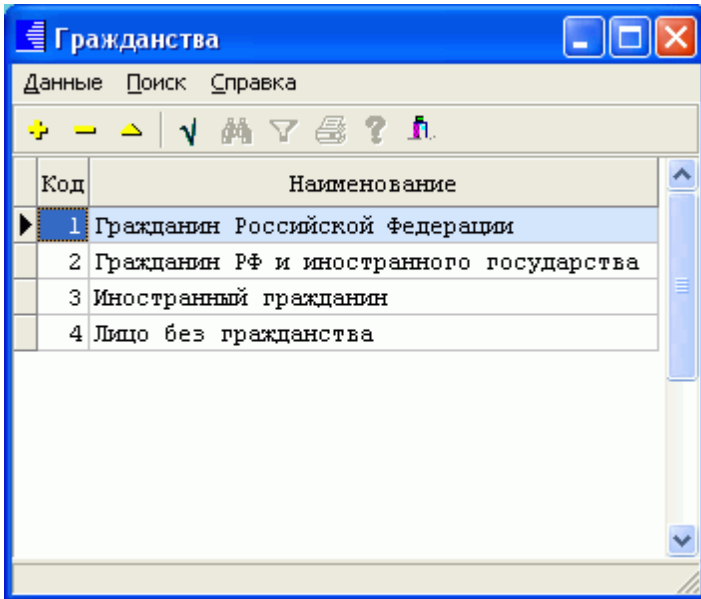 Гражданства
Данные Поиск Справка
Код Наименование
1 Гражданин Российской Федерации
2 Гражданин РФ и иностранного государства
3 Иностранный гражданин
4 Лицо без гражданства